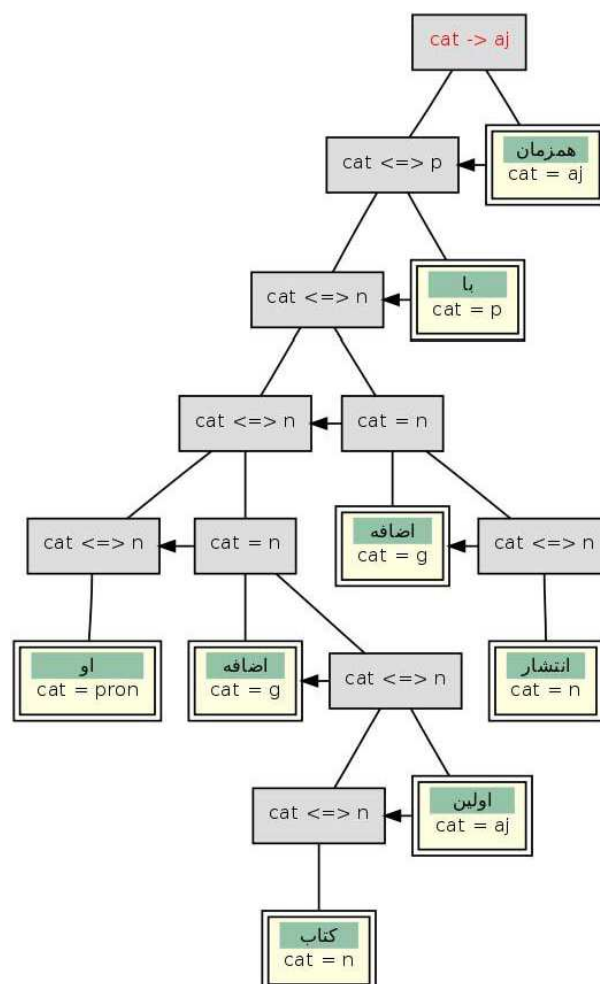 cat -> aj
cat <=> p
همزمان
cat = aj
cat <=> n
با
cat = p
cat <=> n
cat = n
cat <=> n
cat = n
اضافه
cat = g
cat <=> n
او
cat = pron
اضافه
cat = g
cat <=> n
انتشار
cat = n
cat <=> n
اولین
cat = aj
کتاب
cat = n